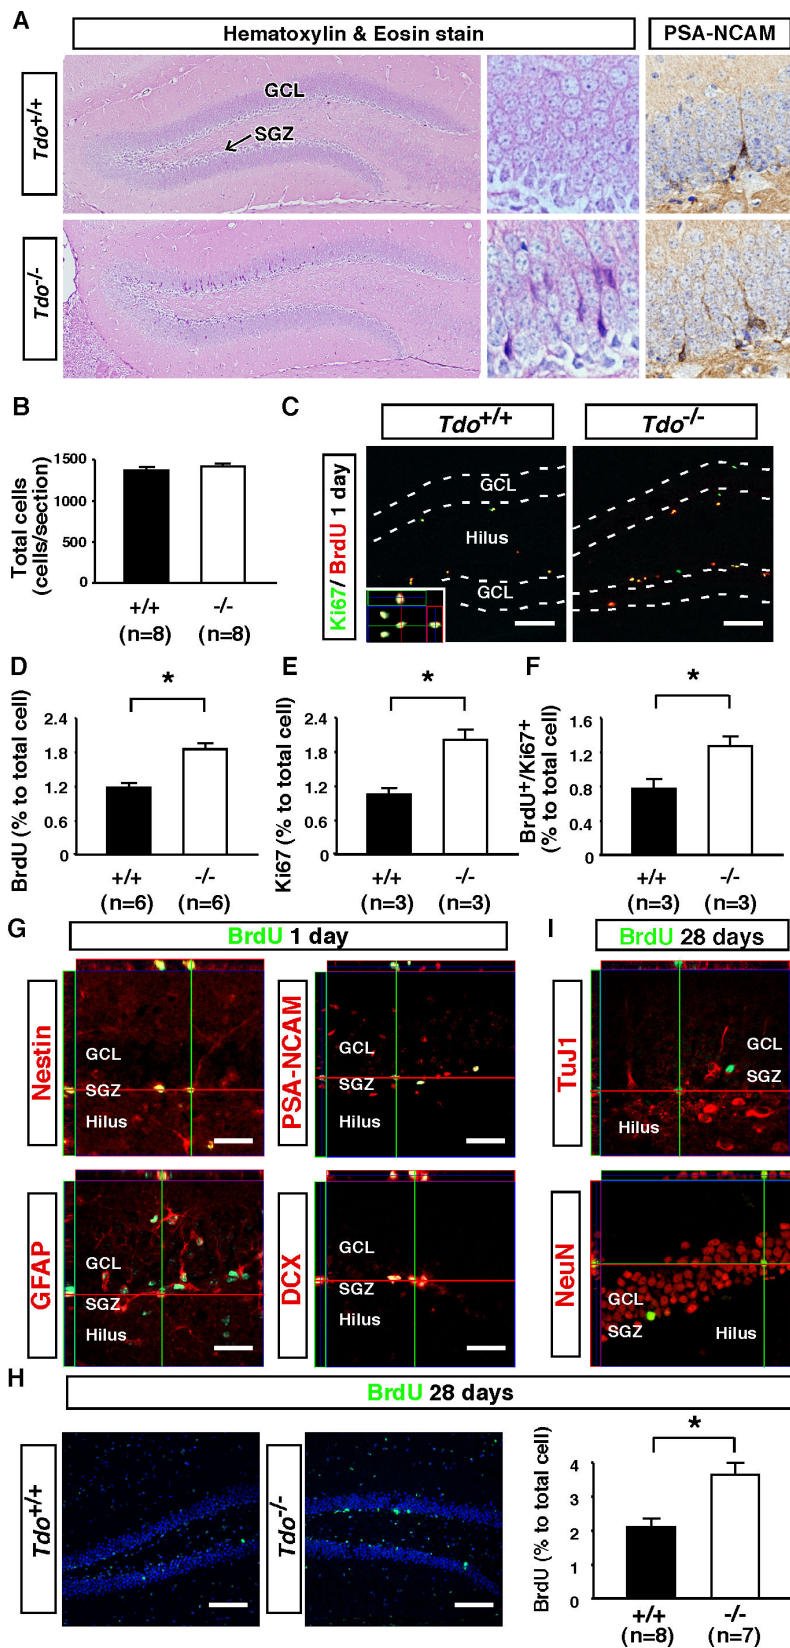 A
Hematoxylin & Eosin stain
PSA-NCAM
Tdo+/+
GCL
SGZ
Tdo-/-
B
Total cells
(cells/section)
1500
1000
500
0
+/+
-/-
(n=8)
(n=8)
C
Tdo+/+
Tdo-/-
Ki67/ BrdU 1 day
GCL
Hilus
GCL
D
*
BrdU (% to total cell)
2.4
1.8
1.2
0.6
0
+/+
-/-
(n=6)
(n=6)
E
*
Ki67 (% to total cell)
2.4
1.8
1.2
0.6
0
+/+
-/-
(n=3)
(n=3)
F
*
BrdU+/Ki67+
(% to total cell)
1.6
1.2
0.8
0.4
0
+/+
-/-
(n=3)
(n=3)
G
BrdU 1 day
Nestin
GCL
SGZ
Hilus
PSA-NCAM
GCL
SGZ
Hilus
GFAP
GCL
SGZ
Hilus
DCX
GCL
SGZ
Hilus
I
BrdU 28 days
TuJ1
GCL
SGZ
Hilus
NeuN
GCL
SGZ
Hilus
H
BrdU 28 days
Tdo+/+
Tdo-/-
*
BrdU (% to total cell)
4
3
2
1
0
+/+
-/-
(n=8)
(n=7)